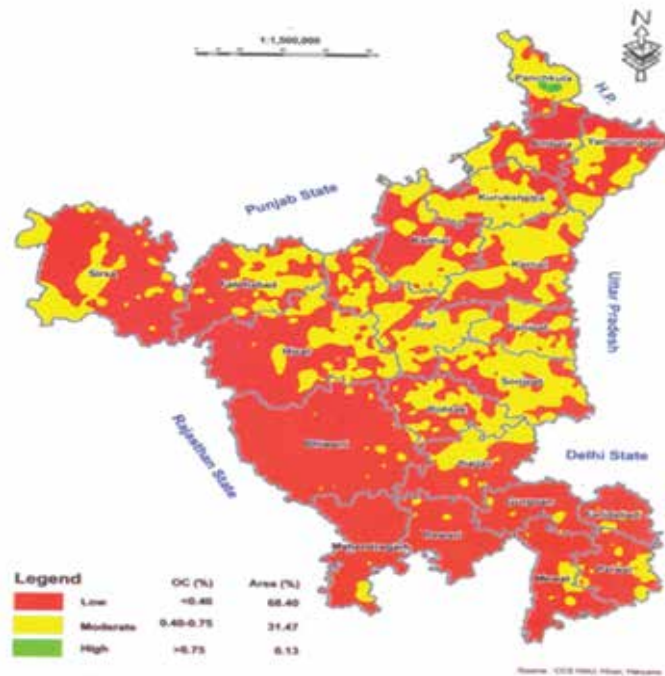 1:1,500,000
N
Panchkula
H.P.
Ambala
Yamunanagar
Kurukshetra
Punjab State
Kaithal
Karnal
Sirsa
Fatehabad
Uttar Pradesh
Jind
Panipat
Hisar
Sonipat
Rohtak
Rajasthan State
Bhiwani
Jhajjar
Delhi State
Gurgaon
Faridabad
Rewari
Mahendragarh
Mewat
Palwal
Legend
OC (%) Area (%)
Low <0.40 68.40
Moderate 0.40-0.75 31.47
High >0.75 0.13
Source : CCS HAU, Hisar, Haryana